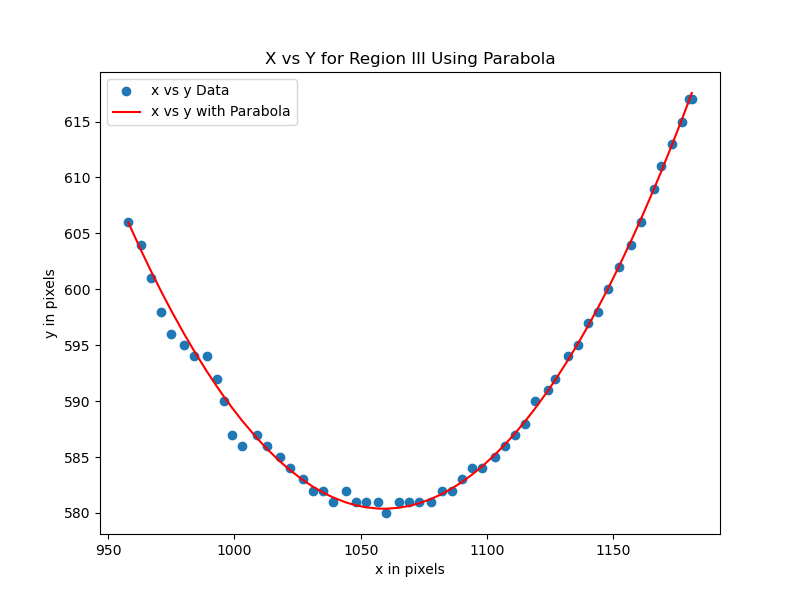 X vs Y for Region III Using Parabola
x vs y Data
x vs y with Parabola
615
610
605
600
595
590
585
580
y in pixels
950
1000
1050
1100
1150
x in pixels